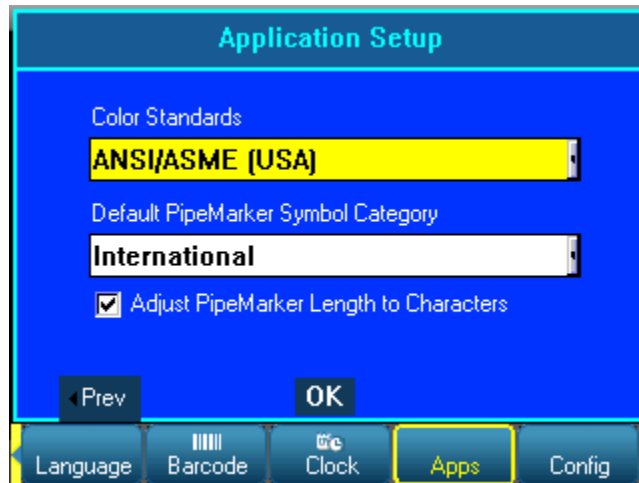 Application Setup
Color Standards
ANSI/ASME (USA)
Default PipeMarker Symbol Category
International
Adjust PipeMarker Length to Characters
Prev
OK
Language
Barcode
Clock
Apps
Config